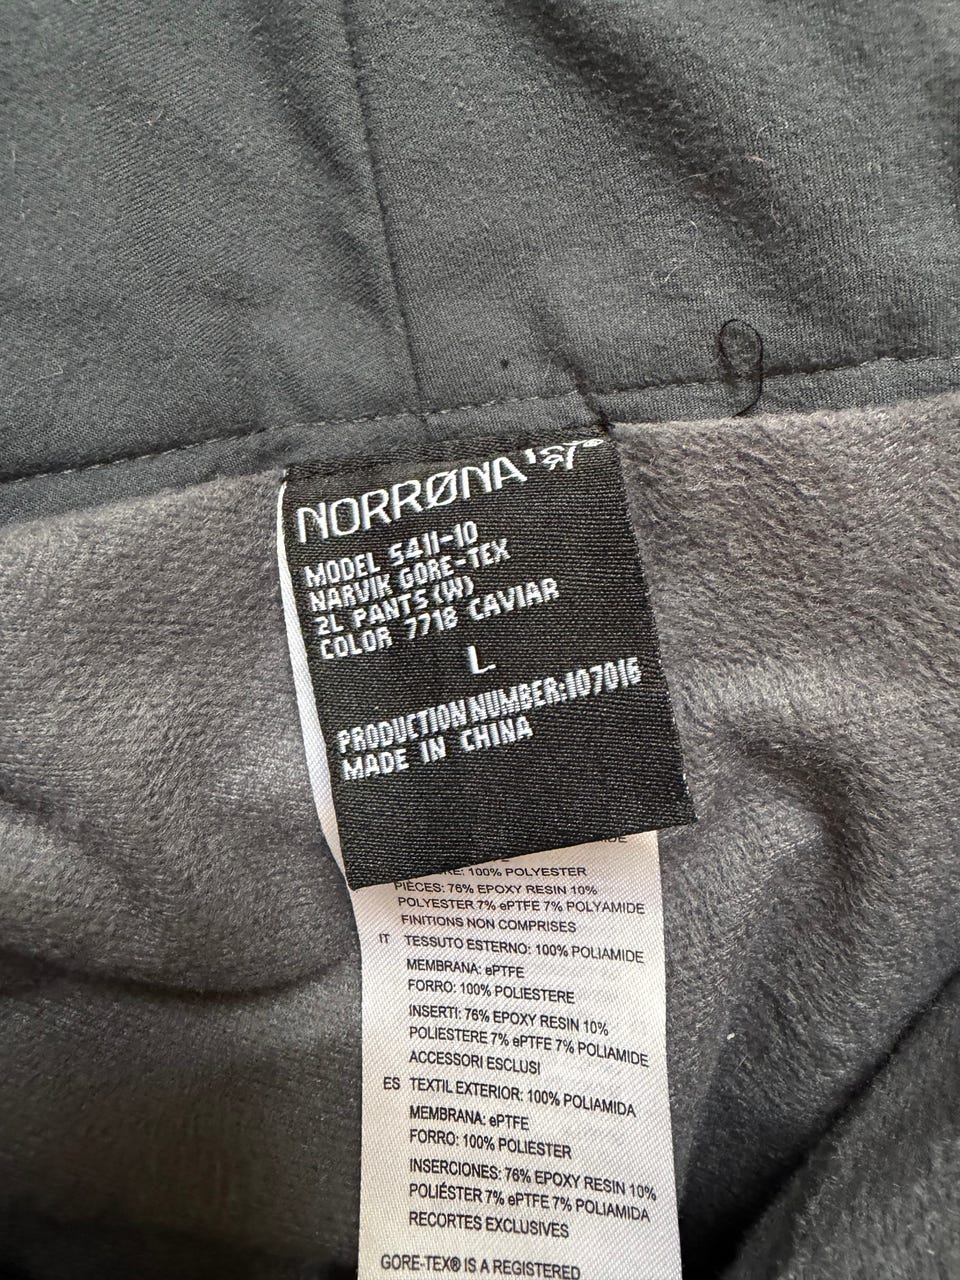 NORRØNA '29®
MODEL 5411-10
NARVIK GORE-TEX
2L PANTS (W)
COLOR 7718 CAVIAR
L
PRODUCTION NUMBER:107016
MADE IN CHINA
100% POLYESTER
PIÈCES: 76% EPOXY RESIN 10%
POLYESTER 7% ePTFE 7% POLYAMIDE
FINITIONS NON COMPRISES
IT TESSUTO ESTERNO: 100% POLIAMIDE
MEMBRANA: ePTFE
FORRO: 100% POLIESTERE
INSERTI: 76% EPOXY RESIN 10%
POLIESTERE 7% ePTFE 7% POLIAMIDE
ACCESSORI ESCLUSI
ES TEXTIL EXTERIOR: 100% POLIAMIDA
MEMBRANA: ePTFE
FORRO: 100% POLIESTER
INSERCIONES: 76% EPOXY RESIN 10%
POLIÉSTER 7% ePTFE 7% POLIAMIDA
RECORTES EXCLUSIVES
GORE-TEX® IS A REGISTERED